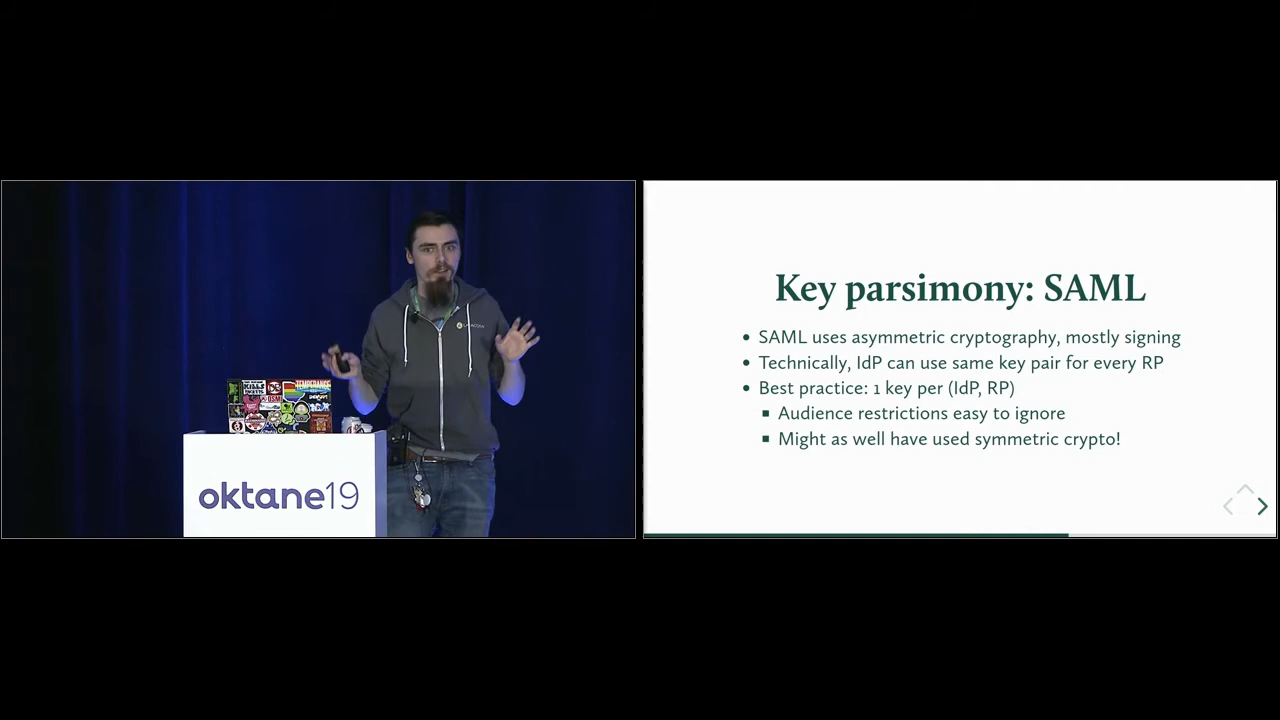 KILLS
TEMPERANCE
oktane19
Key parsimony: SAML
• SAML uses asymmetric cryptography, mostly signing
• Technically, IdP can use same key pair for every RP
• Best practice: 1 key per (IdP, RP)
▪ Audience restrictions easy to ignore
▪ Might as well have used symmetric crypto!